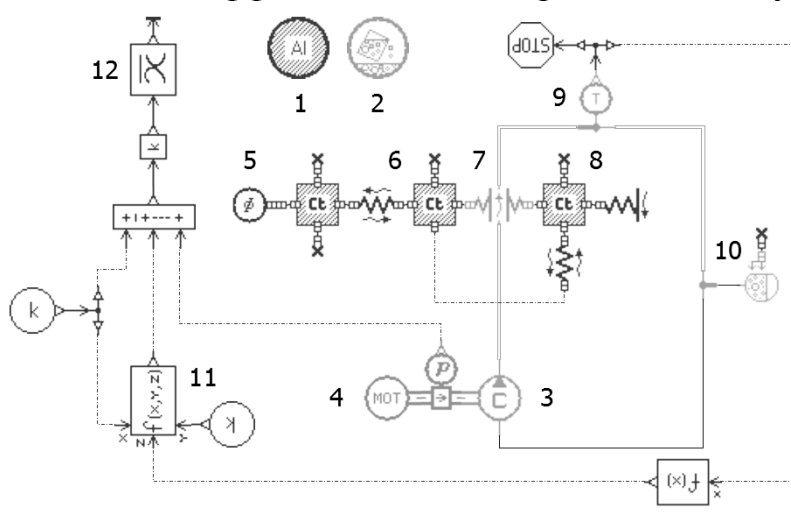 STOP
AI
12
1
2
9
T
k
5
6
7
8
Φ
Ct
Ct
Ct
10
k
P
11
f(X,Y,Z)
4
MOT
C
3
k
X
Z
Y
f(x)
x